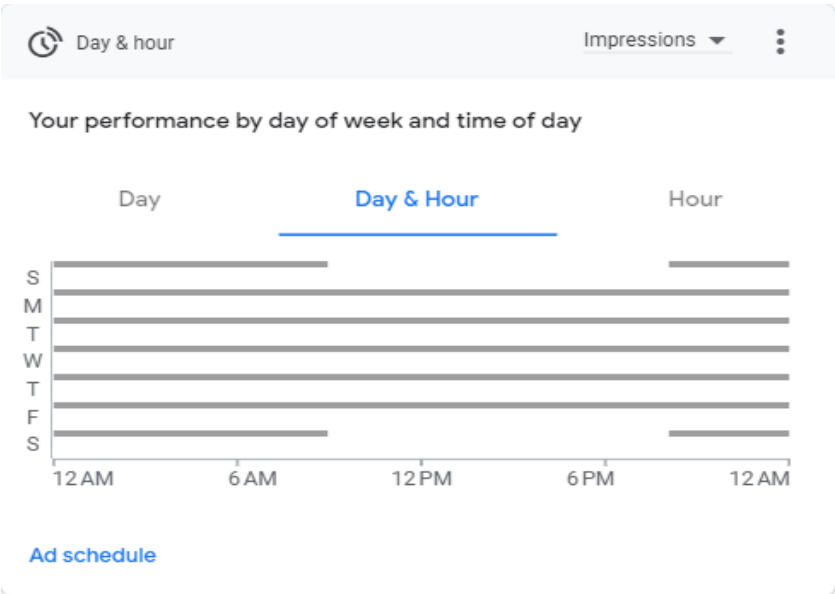 Day & hour
Impressions
Your performance by day of week and time of day
Day
Day & Hour
Hour
S
M
T
W
T
F
S
12 AM 6 AM 12 PM 6 PM 12 AM
Ad schedule